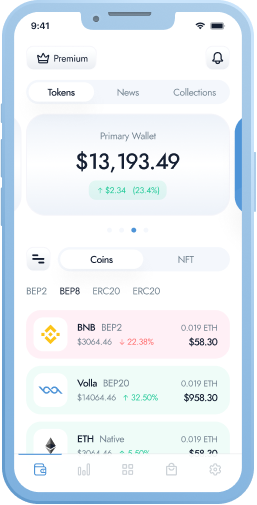 9:41
Premium
Tokens News Collections
Primary Wallet
$13,193.49
↑ $2.34 (23.4%)
Coins NFT
BEP2 BEP8 ERC20 ERC20
BNB BEP2 0.019 ETH
$3064.46 ↓ 22.38% $58.30
Volla BEP20 0.019 ETH
$14064.46 ↑ 32.50% $958.30
ETH Native 0.019 ETH
$3064.46 ↑ 5.50% $58.30